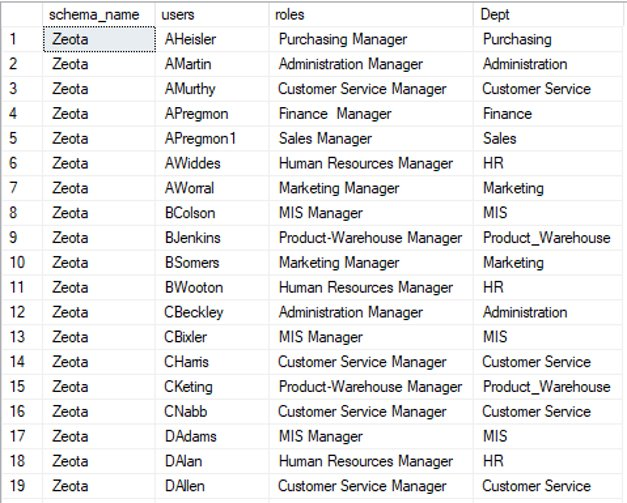 schema_name users roles Dept
1 Zeota AHeisler Purchasing Manager Purchasing
2 Zeota AMartin Administration Manager Administration
3 Zeota AMurthy Customer Service Manager Customer Service
4 Zeota APregmon Finance  Manager Finance
5 Zeota APregmon1 Sales Manager Sales
6 Zeota AWiddes Human Resources Manager HR
7 Zeota AWorral Marketing Manager Marketing
8 Zeota BColson MIS Manager MIS
9 Zeota BJenkins Product-Warehouse Manager Product_Warehouse
10 Zeota BSomers Marketing Manager Marketing
11 Zeota BWooton Human Resources Manager HR
12 Zeota CBeckley Administration Manager Administration
13 Zeota CBixler MIS Manager MIS
14 Zeota CHarris Customer Service Manager Customer Service
15 Zeota CKeting Product-Warehouse Manager Product_Warehouse
16 Zeota CNabb Customer Service Manager Customer Service
17 Zeota DAdams MIS Manager MIS
18 Zeota DAlan Human Resources Manager HR
19 Zeota DAllen Customer Service Manager Customer Service